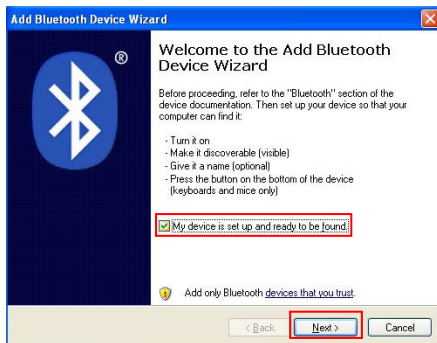 Add Bluetooth Device Wizard
®
Welcome to the Add Bluetooth
Device Wizard
Before proceeding, refer to the "Bluetooth" section of the
device documentation. Then set up your device so that your
computer can find it:
- Turn it on
- Make it discoverable (visible)
- Give it a name (optional)
- Press the button on the bottom of the device
(keyboards and mice only)
My device is set up and ready to be found.
Add only Bluetooth devices that you trust.
< Back Next > Cancel